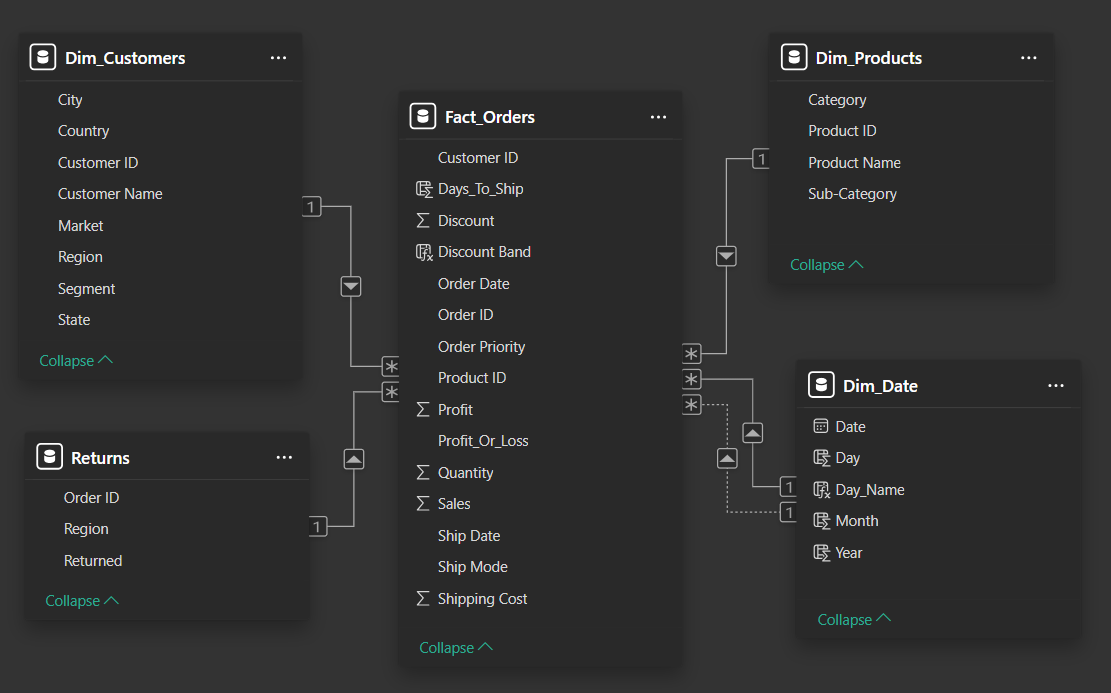 Dim_Customers
City
Country
Customer ID
Customer Name
Market
Region
Segment
State
Collapse
1
*
Returns
Order ID
Region
Returned
Collapse
1
*
Fact_Orders
Customer ID
Days_To_Ship
Discount
Discount Band
Order Date
Order ID
Order Priority
Product ID
Profit
Profit_Or_Loss
Quantity
Sales
Ship Date
Ship Mode
Shipping Cost
Collapse
Dim_Products
Category
Product ID
Product Name
Sub-Category
Collapse
1
*
*
*
Dim_Date
Date
Day
Day_Name
Month
Year
Collapse
1
1